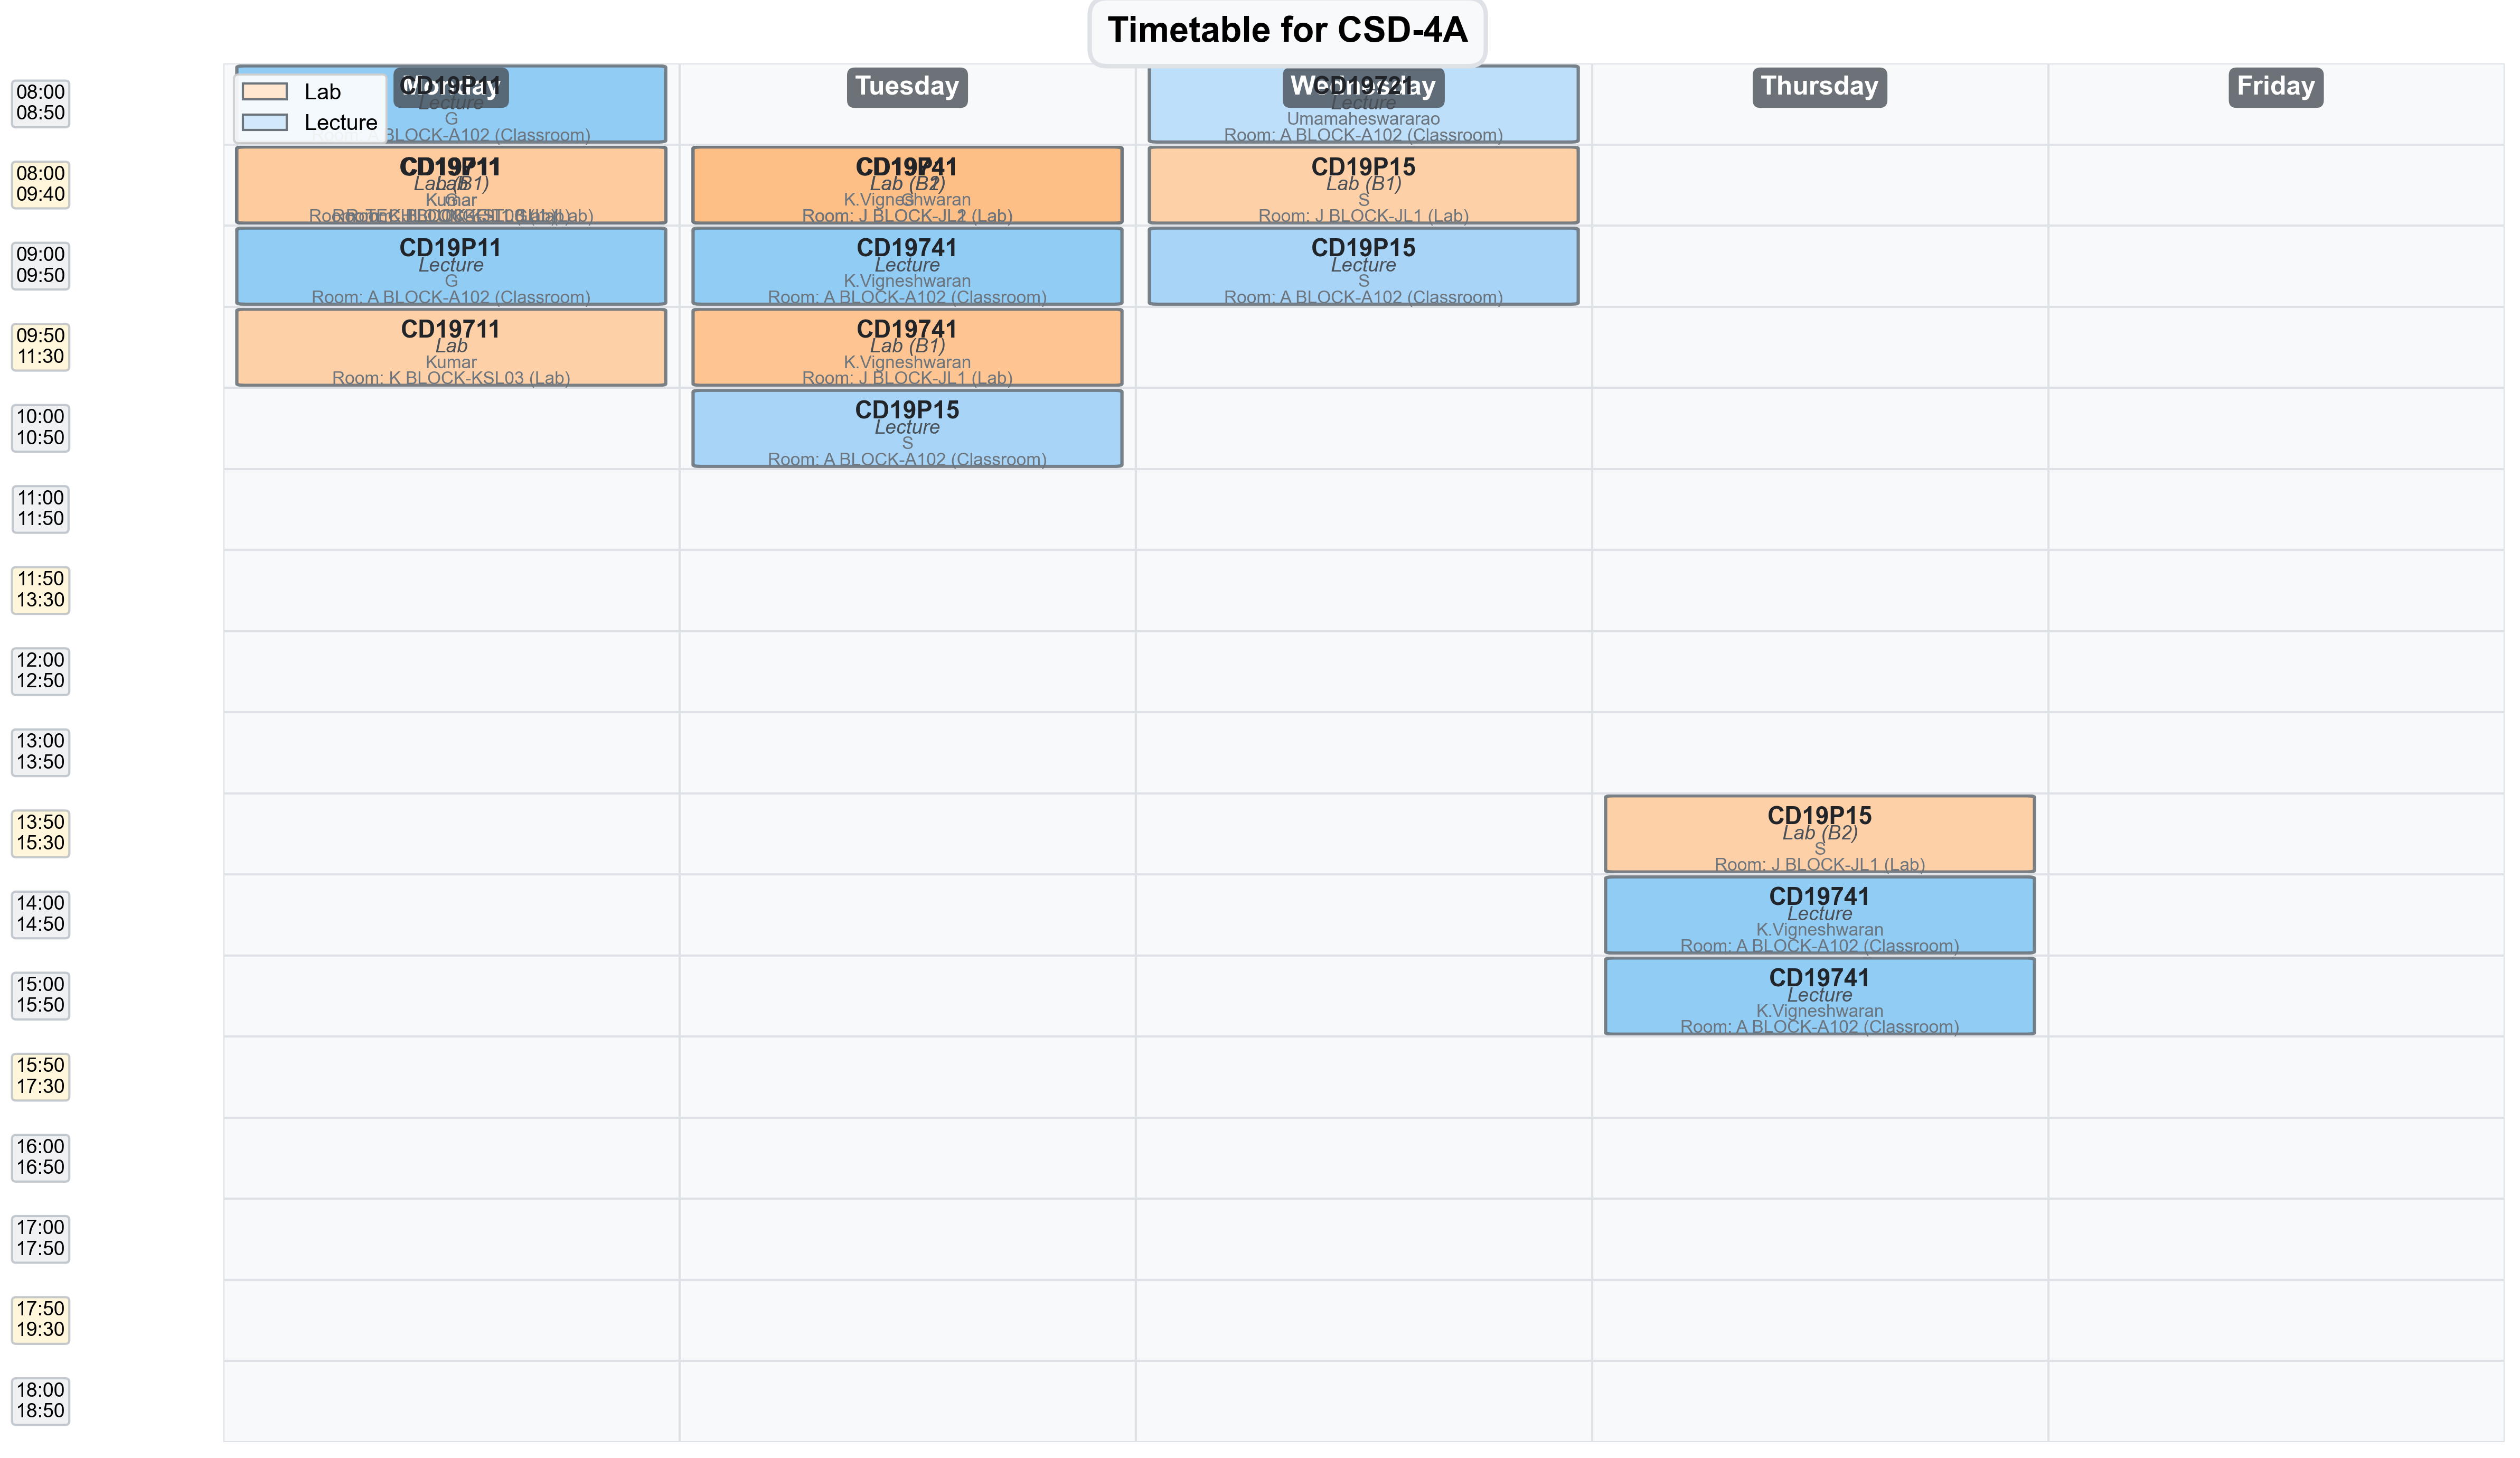 Timetable for CSD-4A
Monday
Tuesday
Wednesday
Thursday
Friday
Lab
Lecture
08:00
08:50
CD19P11
Lecture
G
BLOCK-A102 (Classroom)
CD19721
Lecture
Umamaheswararao
Room: A BLOCK-A102 (Classroom)
08:00
09:40
Kumar
K.Vigneshwaran
CD19P15
Lab (B1)
S
Room: J BLOCK-JL1 (Lab)
09:00
09:50
CD19P11
Lecture
G
Room: A BLOCK-A102 (Classroom)
CD19741
Lecture
K.Vigneshwaran
Room: A BLOCK-A102 (Classroom)
CD19P15
Lecture
S
Room: A BLOCK-A102 (Classroom)
09:50
11:30
CD19711
Lab
Kumar
Room: K BLOCK-KSL03 (Lab)
CD19741
Lab (B1)
K.Vigneshwaran
Room: J BLOCK-JL1 (Lab)
10:00
10:50
CD19P15
Lecture
S
Room: A BLOCK-A102 (Classroom)
11:00
11:50
11:50
13:30
12:00
12:50
13:00
13:50
13:50
15:30
CD19P15
Lab (B2)
S
Room: J BLOCK-JL1 (Lab)
14:00
14:50
CD19741
Lecture
K.Vigneshwaran
Room: A BLOCK-A102 (Classroom)
15:00
15:50
CD19741
Lecture
K.Vigneshwaran
Room: A BLOCK-A102 (Classroom)
15:50
17:30
16:00
16:50
17:00
17:50
17:50
19:30
18:00
18:50